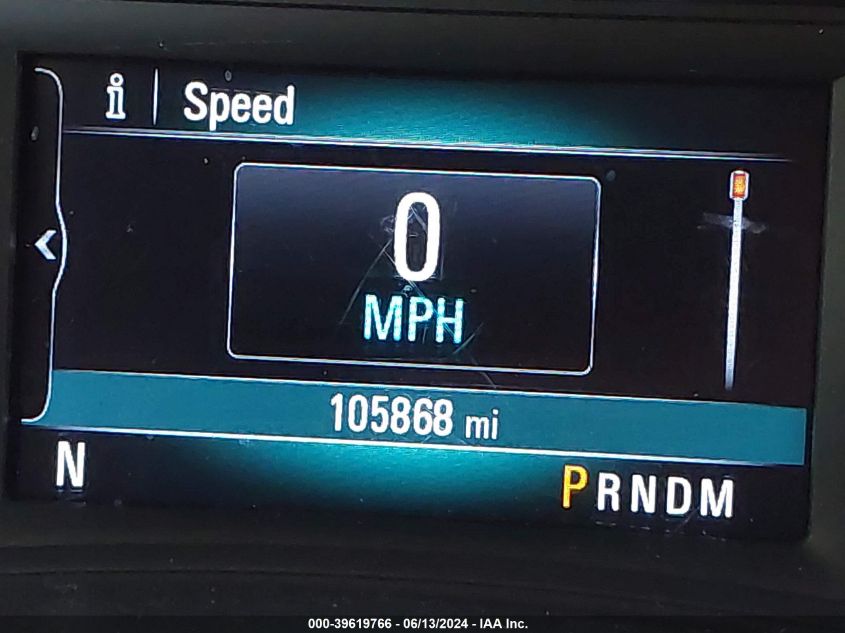 i Speed
0
MPH
105868 mi
N
PRNDM
000-39619766 - 06/13/2024 - IAA Inc.